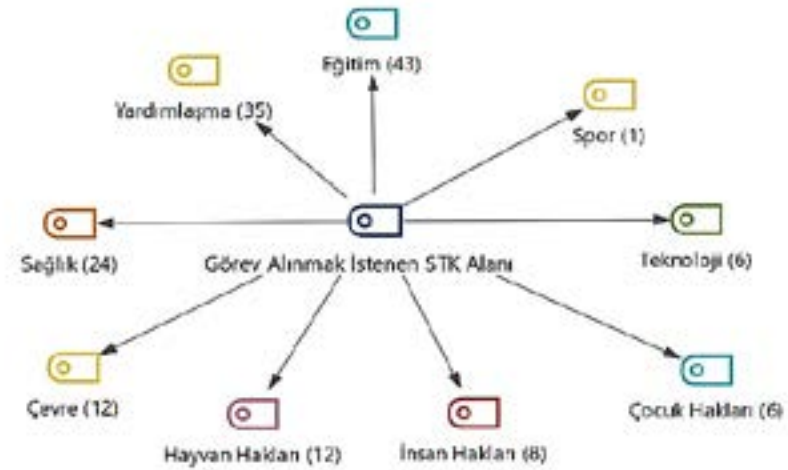 Eğitim (43)
Yardımlaşma (35)
Spor (1)
Sağlık (24)
Görev Alınmak İstenen STK Alanı
Teknoloji (6)
Çevre (12)
Hayvan Hakları (12)
İnsan Hakları (8)
Çocuk Hakları (6)